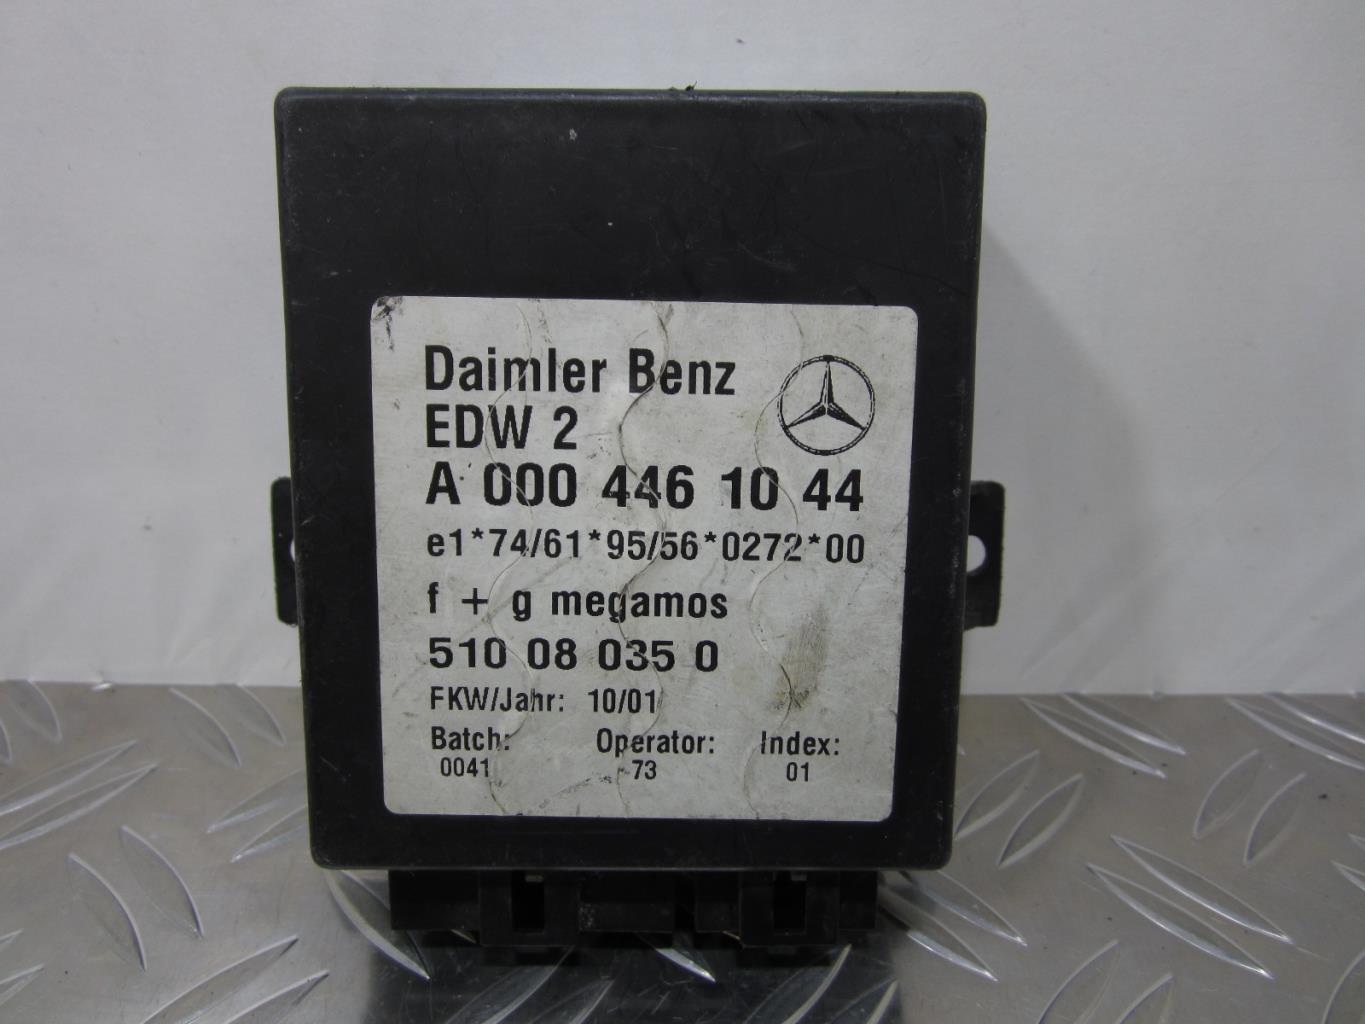 Daimler Benz
EDW 2
A 000 446 10 44
e1*74/61*95/56*0272*00
f + g megamos
510 08 035 0
FKW/Jahr: 10/01
Batch: Operator: Index:
0041 73 01